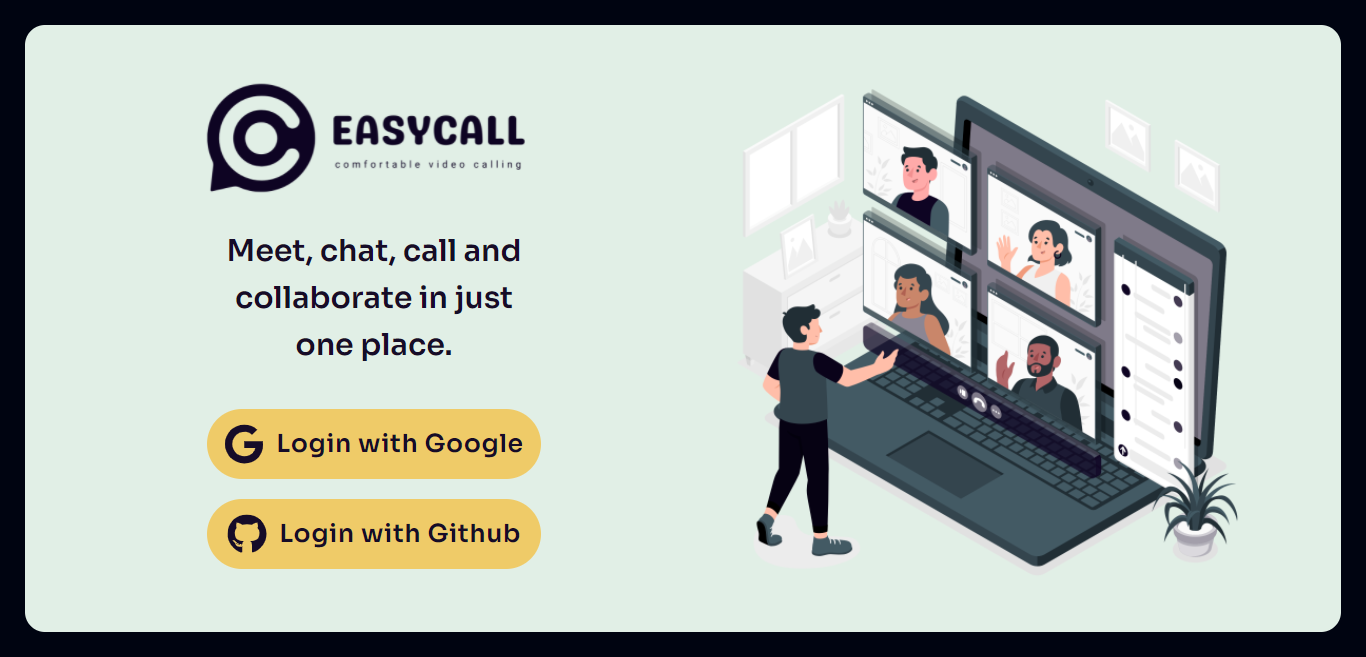 EASYCALL
comfortable video calling
Meet, chat, call and
collaborate in just
one place.
Login with Google
Login with Github